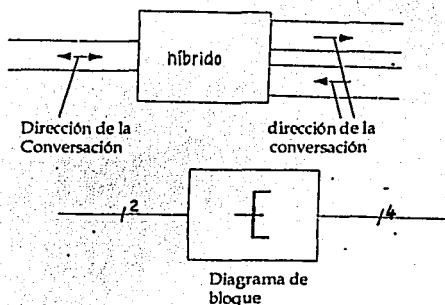 híbrido
Dirección de la
Conversación
dirección de la
conversación
2
4
Diagrama de
bloque